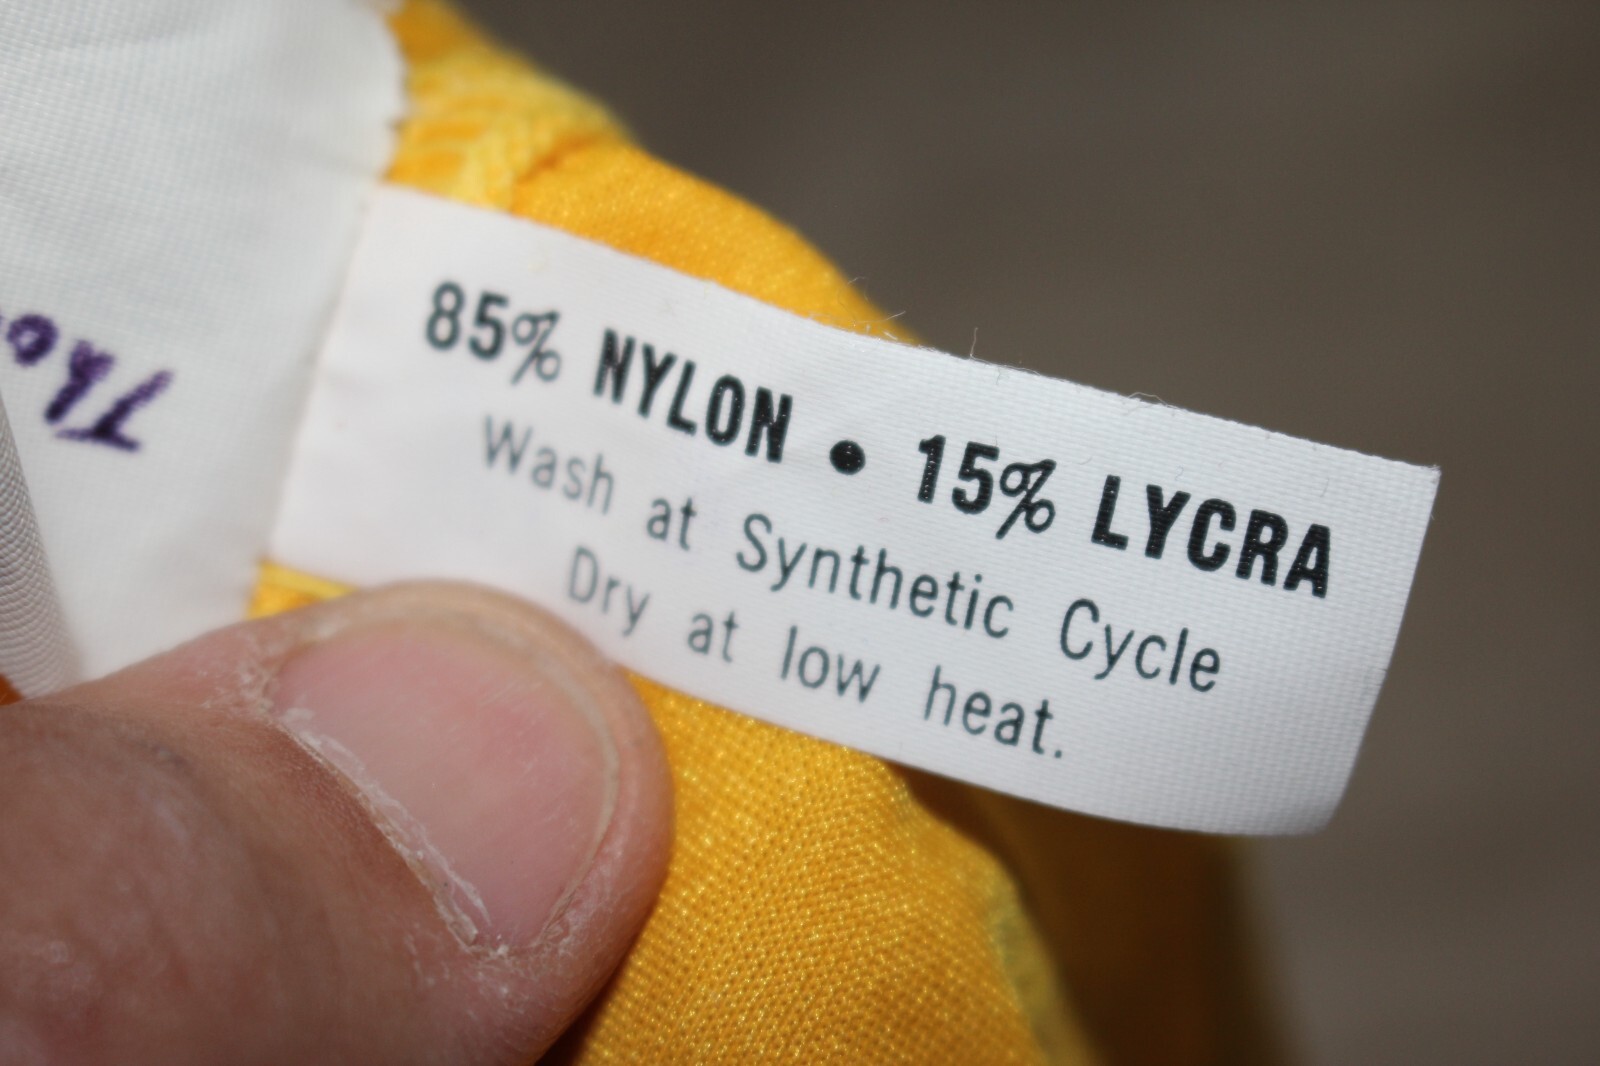 85% NYLON • 15% LYCRA
Wash at Synthetic Cycle
Dry at low heat.